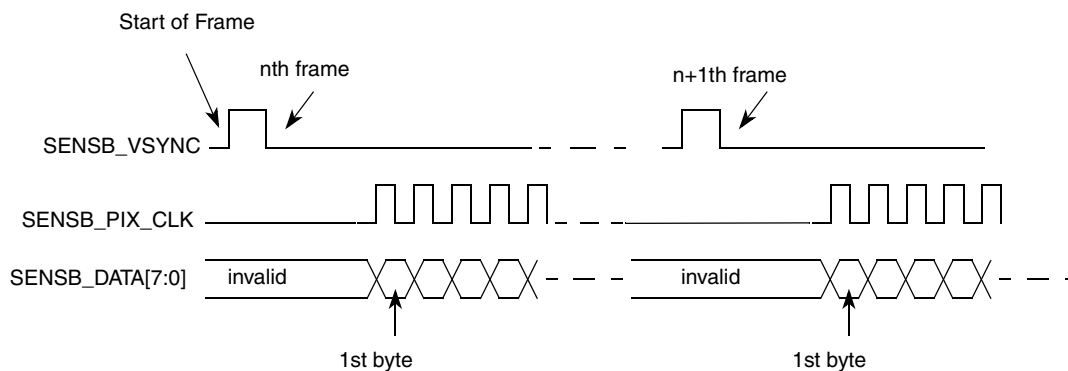 Start of Frame
nth frame
n+1th frame
SENSB_VSYNC
SENSB_PIX_CLK
SENSB_DATA[7:0]
invalid
invalid
1st byte
1st byte